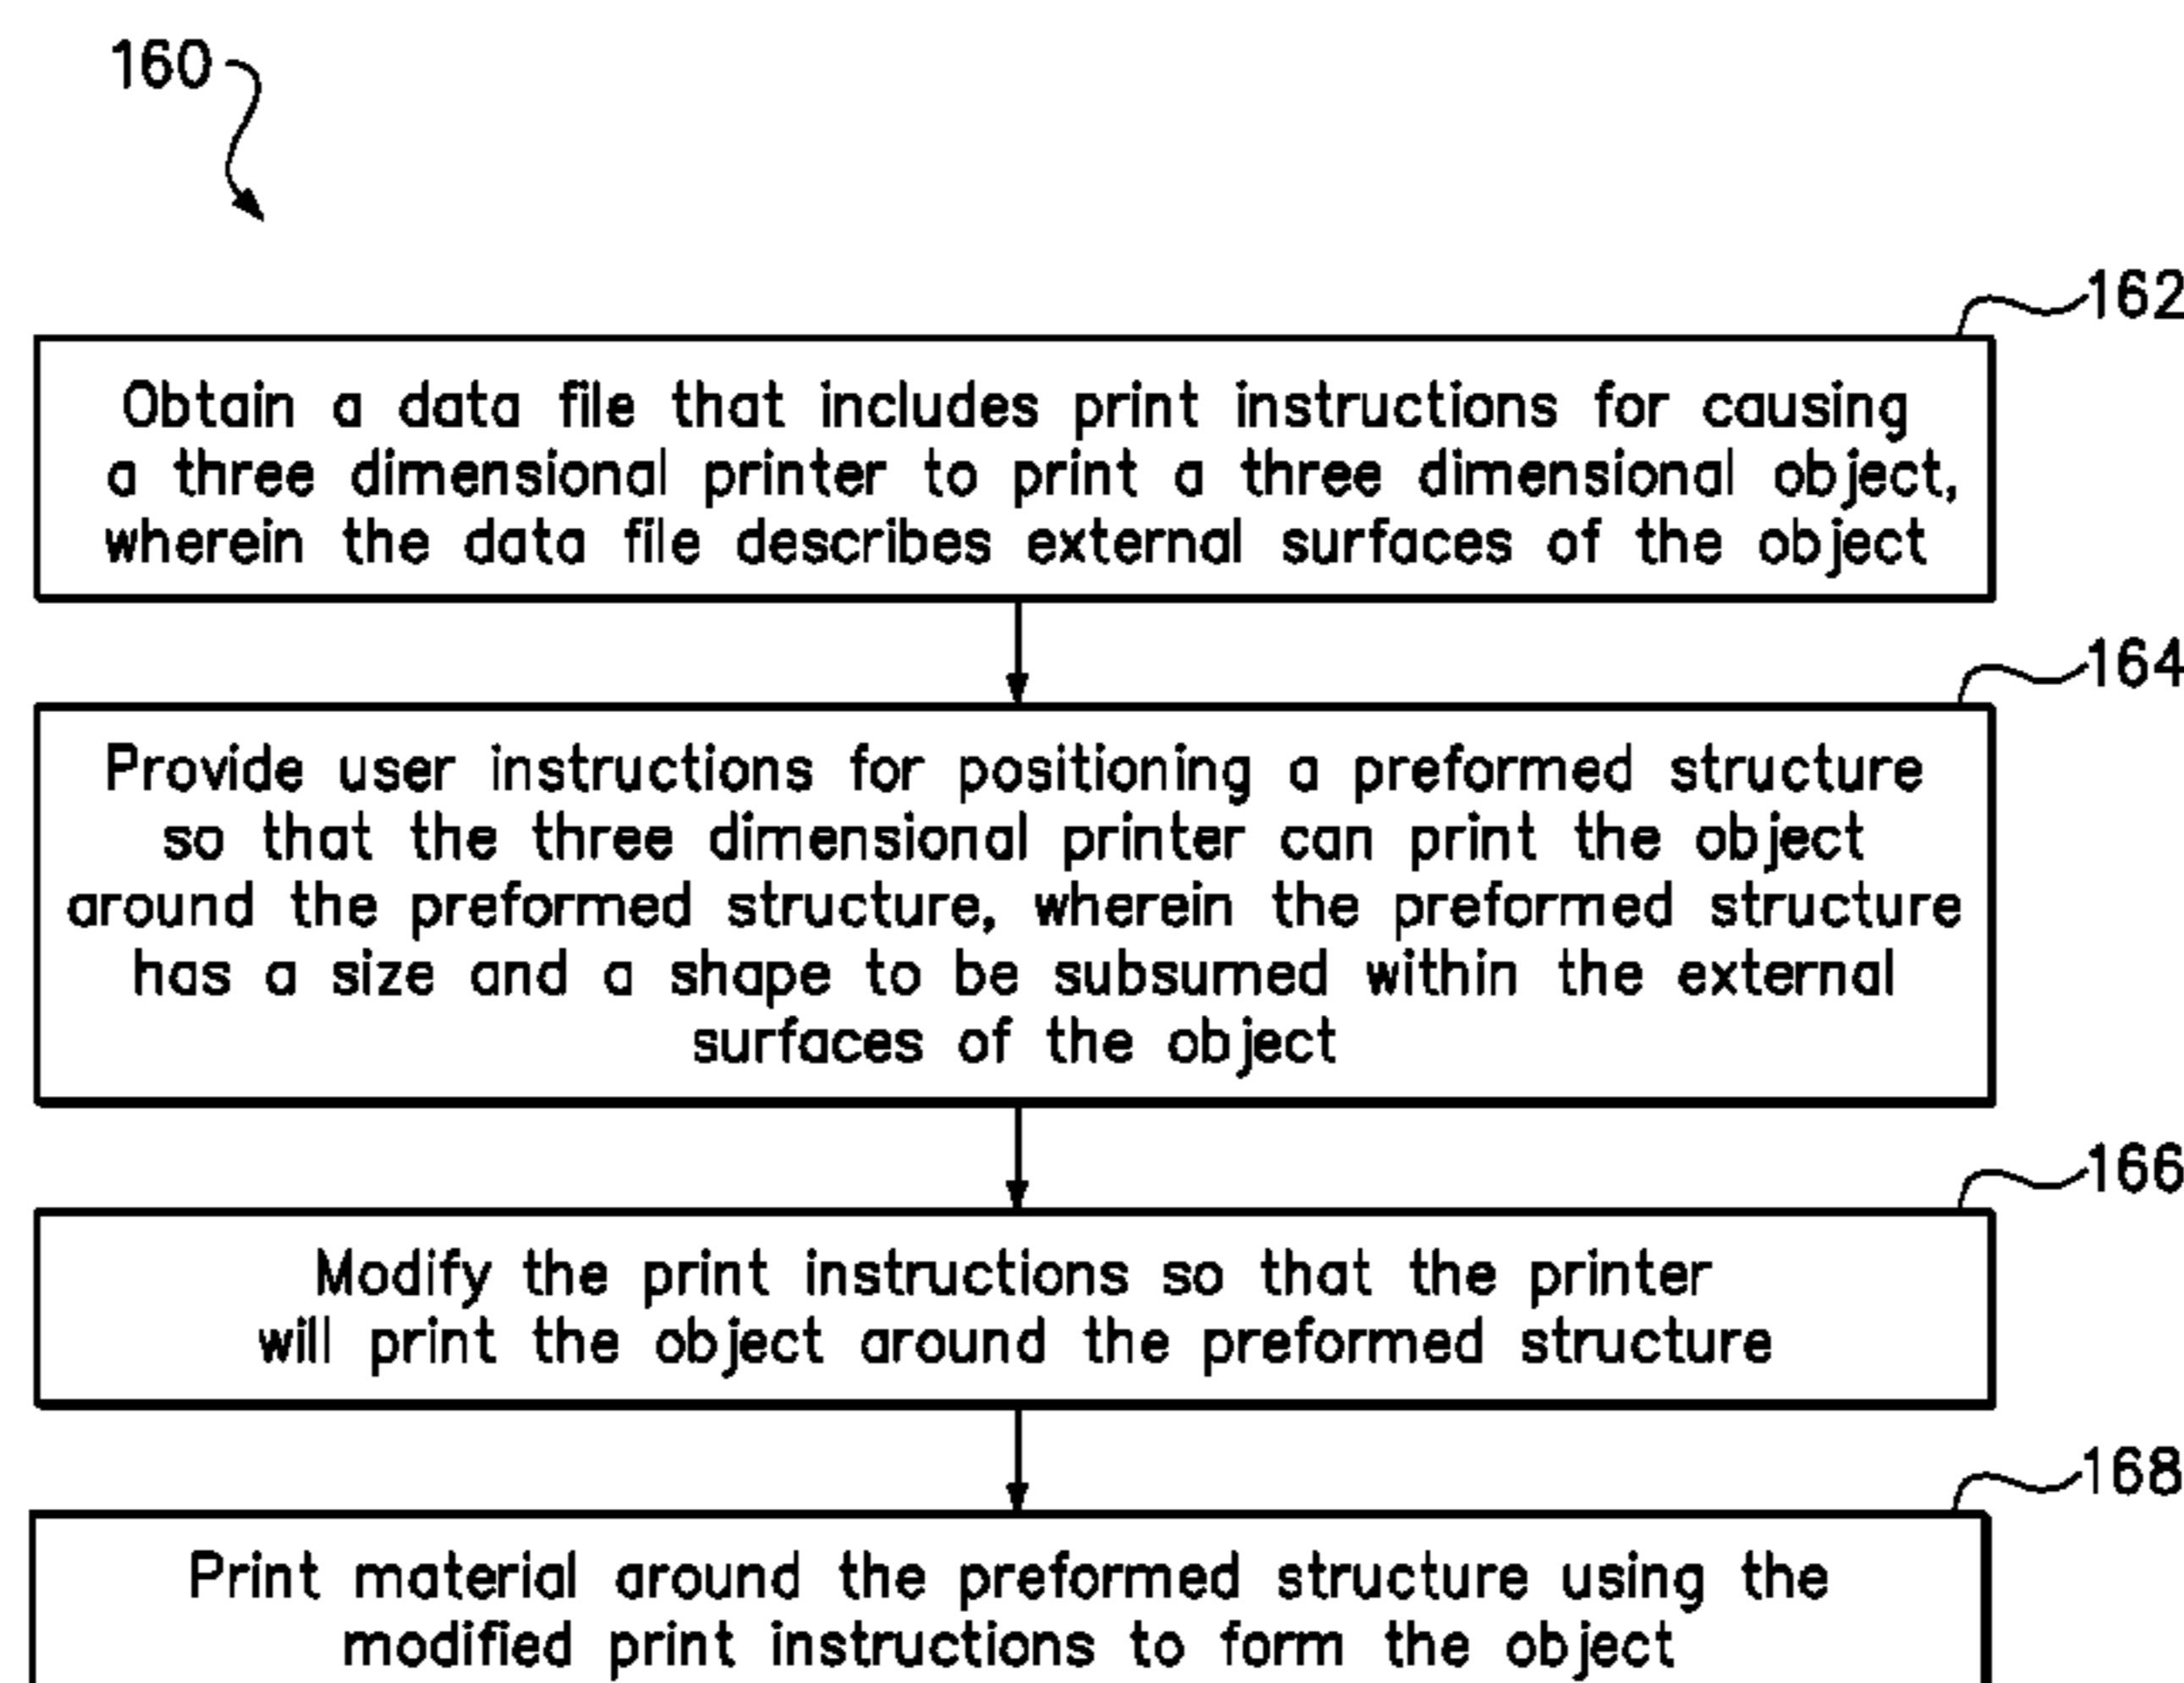 160
162
Obtain a data file that includes print instructions for causing
a three dimensional printer to print a three dimensional object,
wherein the data file describes external surfaces of the object
164
Provide user instructions for positioning a preformed structure
so that the three dimensional printer can print the object
around the preformed structure, wherein the preformed structure
has a size and a shape to be subsumed within the external
surfaces of the object
166
Modify the print instructions so that the printer
will print the object around the preformed structure
168
Print material around the preformed structure using the
modified print instructions to form the object